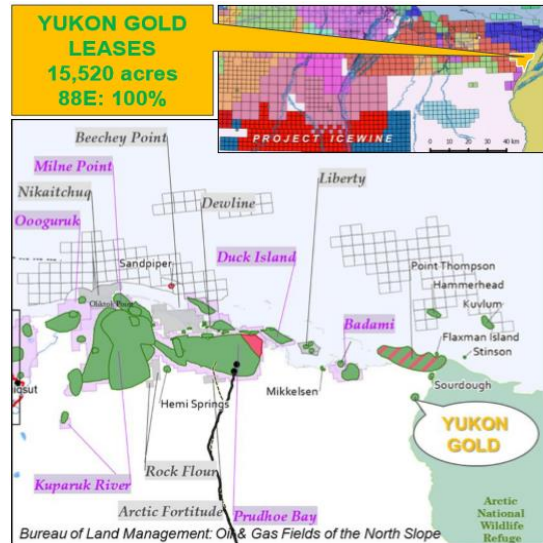 YUKON GOLD
LEASES
15,520 acres
88E: 100%
PROJECT ICEWINE
0 10 20 30 40 km
Beechey Point
Milne Point
Nikaitchuq
Oooguruk
Dewline
Liberty
Sandpiper
Duck Island
Point Thompson
Hammerhead
Kuvlum
Badami
Flaxman Island
Stinson
Mikkelsen
Sourdough
Hemi Springs
YUKON
GOLD
Rock Flour
Kuparuk River
Arctic Fortitude
Prudhoe Bay
Arctic
National
Wildlife
Refuge
Bureau of Land Management: Oil & Gas Fields of the North Slope